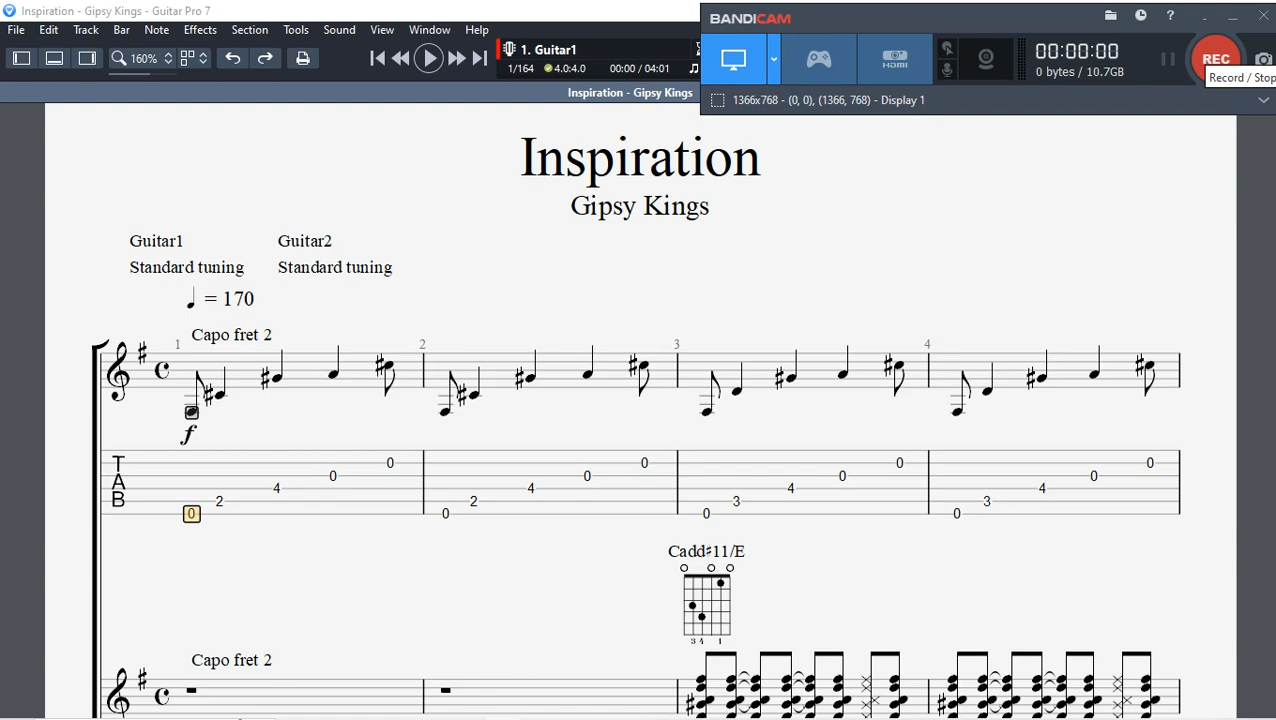 Inspiration - Gipsy Kings - Guitar Pro 7
File Edit Track Bar Note Effects Section Tools Sound View Window Help
160%
1. Guitar1
1/164 4.0:4.0 00:00 / 04:01
Inspiration - Gipsy Kings
BANDICAM
HDMI
00:00:00
0 bytes / 10.7GB
REC
Record / Stop
1366x768 - (0, 0), (1366, 768) - Display 1
Inspiration
Gipsy Kings
Guitar1 Guitar2
Standard tuning Standard tuning
= 170
Capo fret 2
1 2 3 4
f
T
A
B
0 2 4 0 0
0 2 4 0 0
0 3 4 0 0
0 3 4 0 0
Cadd♯11/E
3 4 1
Capo fret 2